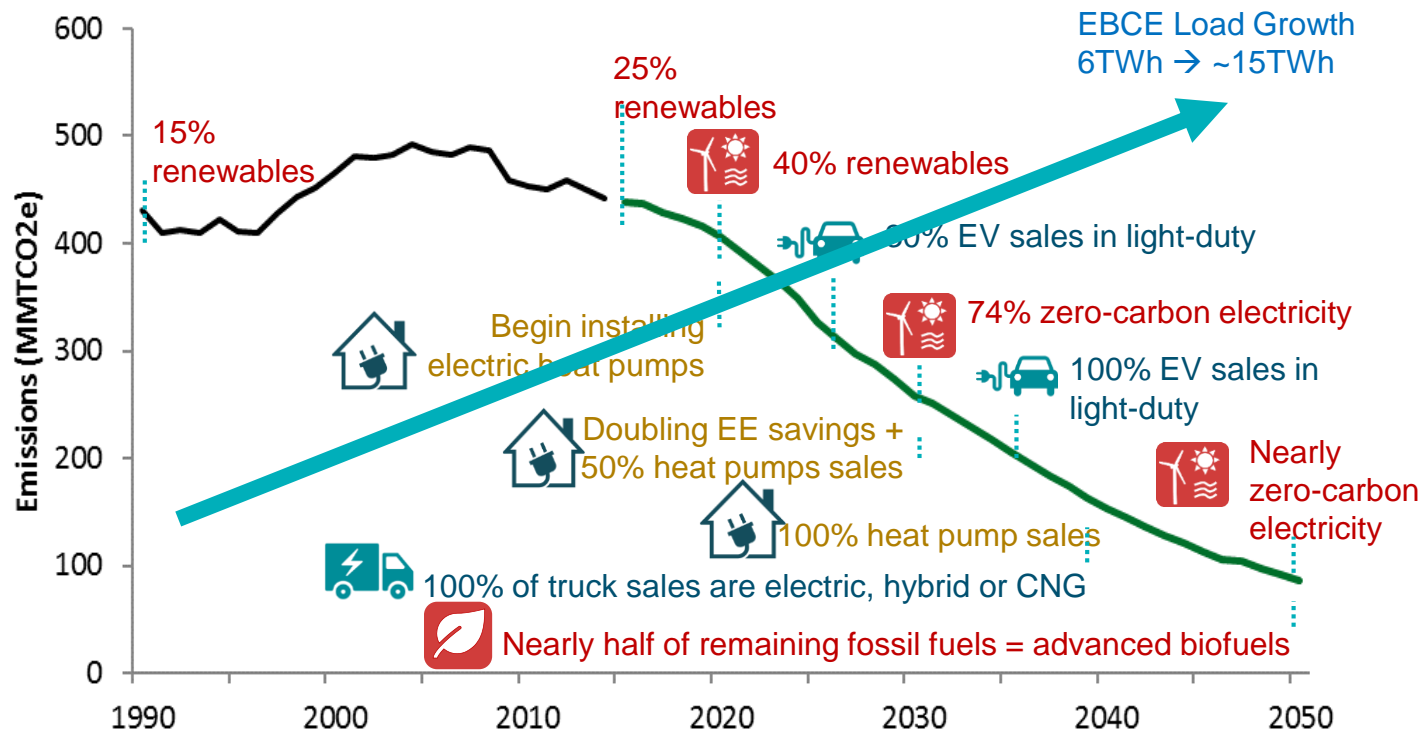 EBCE Load Growth
6TWh → ~15TWh
600
500
400
300
200
100
0
Emissions (MMTCO2e)
15%
renewables
25%
renewables
40% renewables
EV sales in light-duty
Begin installing
electric heat pumps
74% zero-carbon electricity
100% EV sales in
light-duty
Doubling EE savings +
50% heat pumps sales
Nearly
zero-carbon
electricity
100% heat pump sales
100% of truck sales are electric, hybrid or CNG
Nearly half of remaining fossil fuels = advanced biofuels
1990
2000
2010
2020
2030
2040
2050